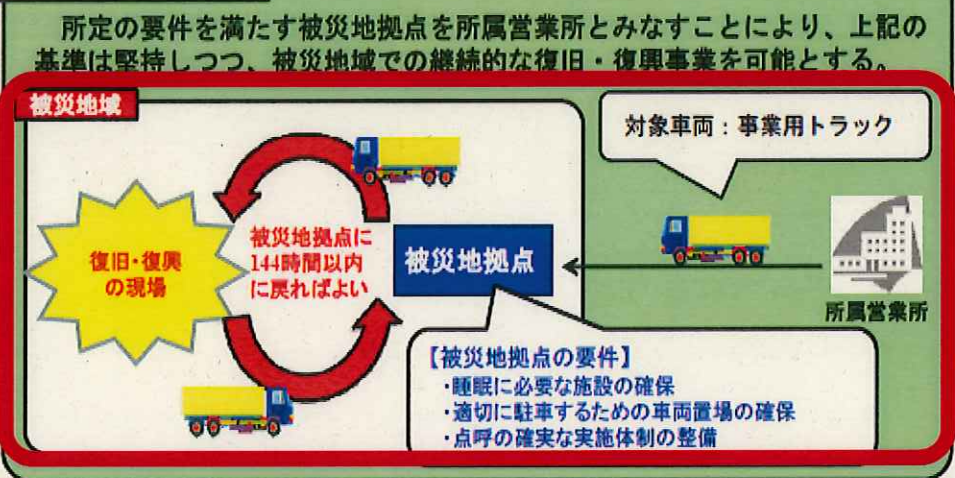 所定の要件を満たす被災地拠点を所属営業所とみなすことにより、上記の
基準は堅持しつつ、被災地域での継続的な復旧・復興事業を可能とする。
被災地域
対象車両：事業用トラック
復旧・復興
の現場
被災地拠点に
144時間以内
に戻ればよい
被災地拠点
所属営業所
【被災地拠点の要件】
・睡眠に必要な施設の確保
・適切に駐車するための車両置場の確保
・点呼の確実な実施体制の整備